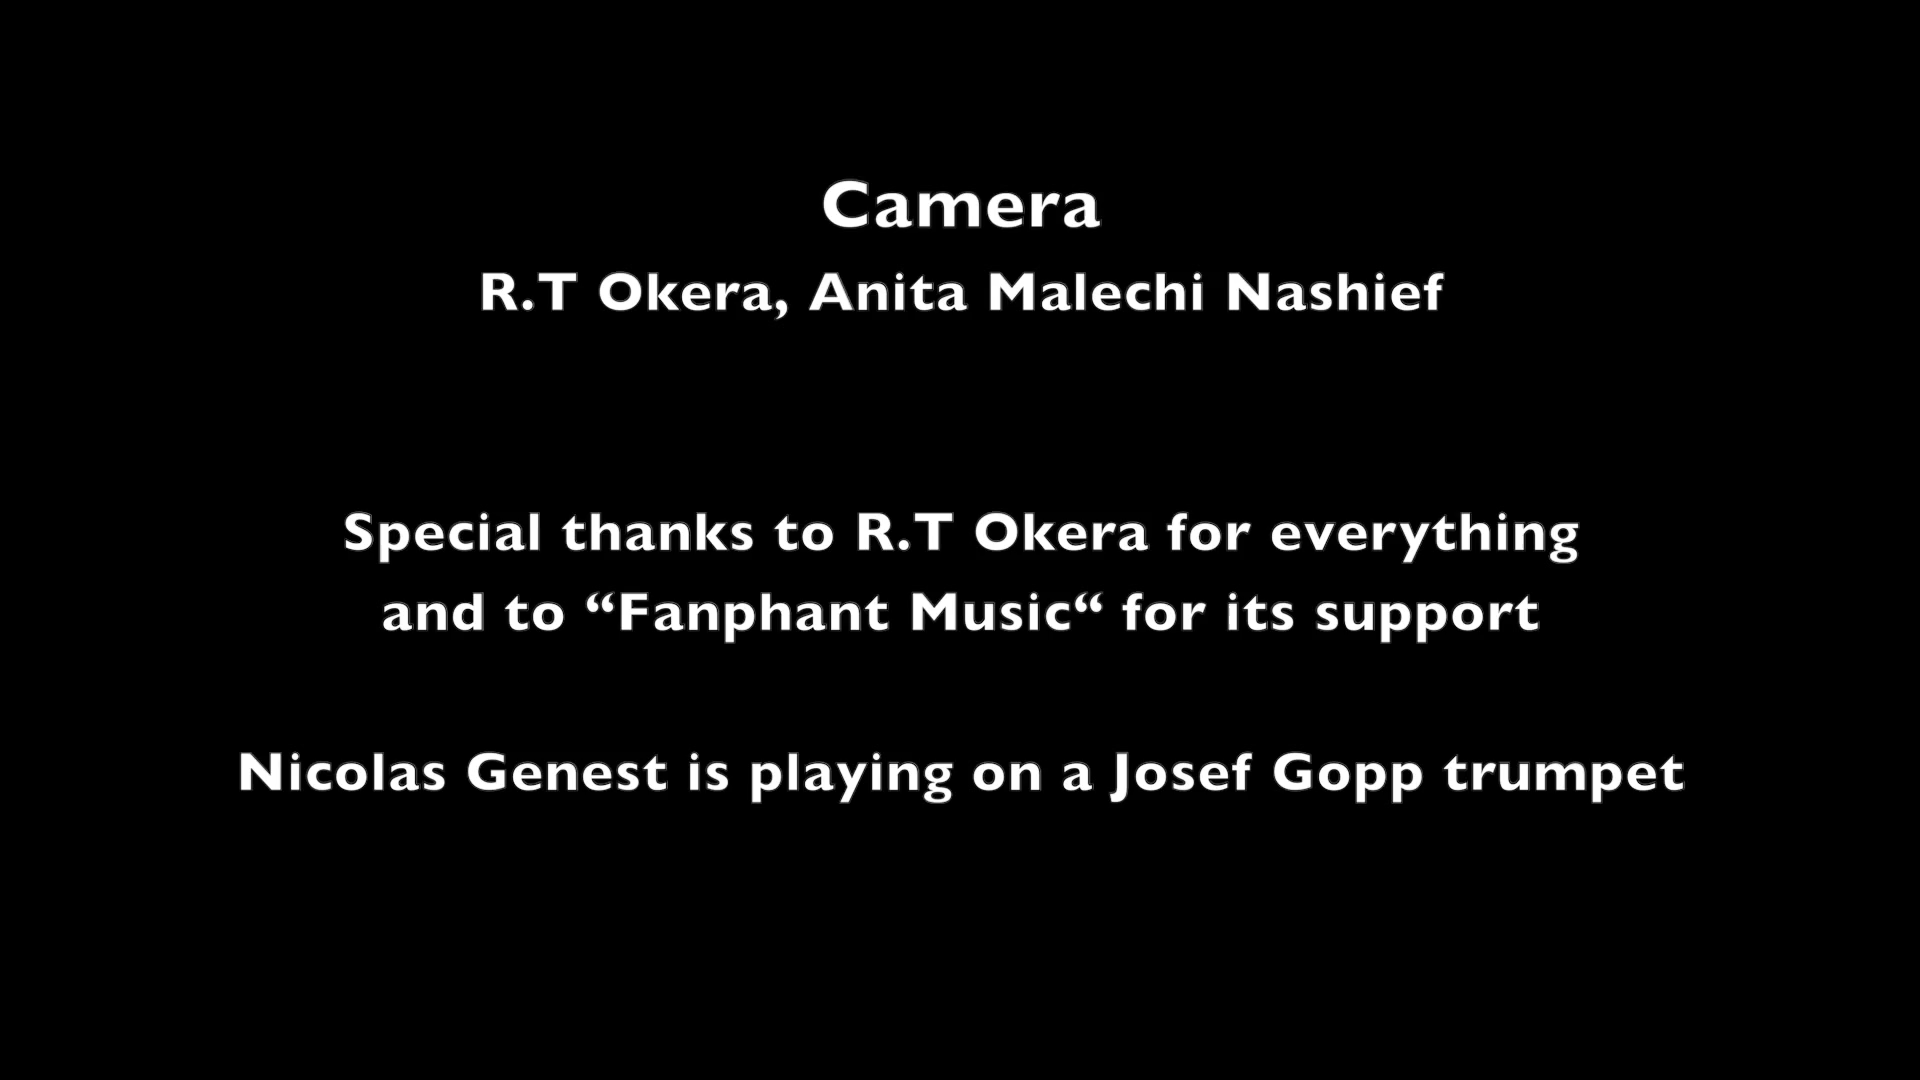 Camera
R.T Okera, Anita Malechi Nashief
Special thanks to R.T Okera for everything
and to “Fanphant Music“ for its support
Nicolas Genest is playing on a Josef Gopp trumpet